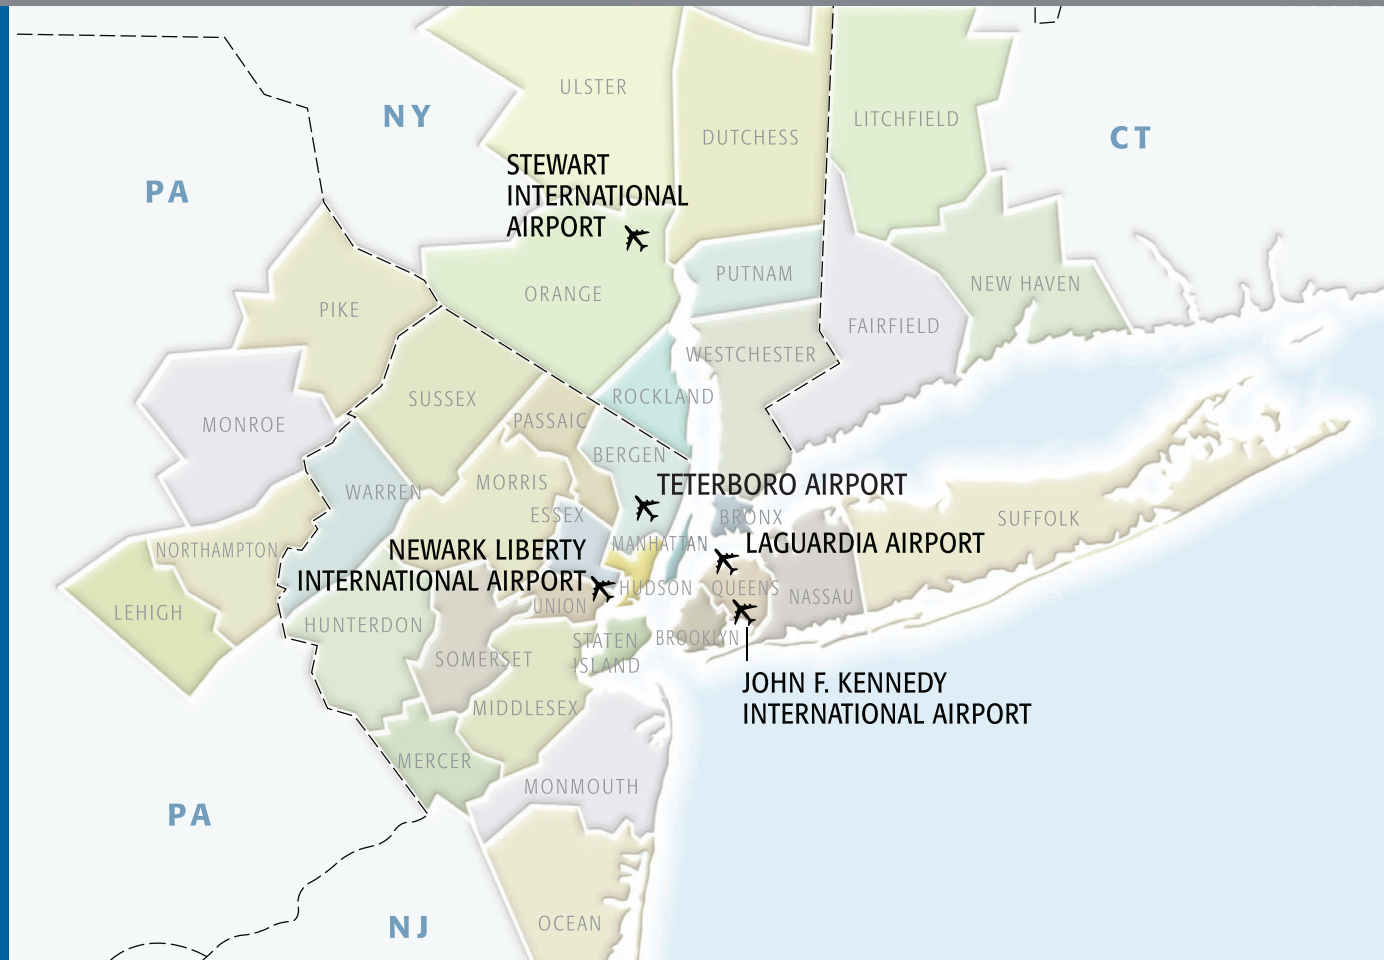 ULSTER
NY
LITCHFIELD
DUTCHESS
CT
STEWART
INTERNATIONAL
AIRPORT
PA
PUTNAM
NEW HAVEN
ORANGE
PIKE
FAIRFIELD
WESTCHESTER
ROCKLAND
SUSSEX
PASSAIC
MONROE
BERGEN
MORRIS
TETERBORO AIRPORT
WARREN
ESSEX
BRONX
SUFFOLK
MANHATTAN
LAGUARDIA AIRPORT
NORTHAMPTON
NEWARK LIBERTY
INTERNATIONAL AIRPORT
HUDSON
QUEENS
NASSAU
UNION
LEHIGH
HUNTERDON
STATEN
ISLAND
BROOKLYN
SOMERSET
JOHN F. KENNEDY
INTERNATIONAL AIRPORT
MIDDLESEX
MERCER
MONMOUTH
PA
OCEAN
NJ